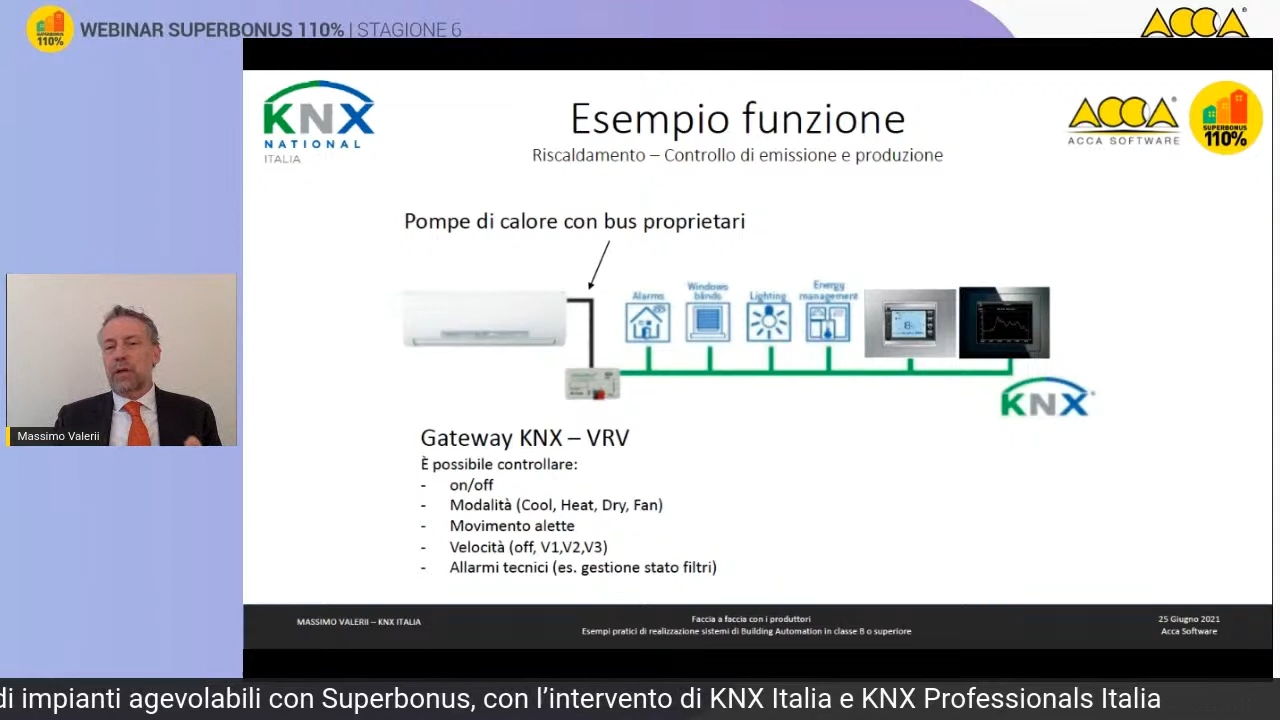 SUPERBONUS
110%
WEBINAR SUPERBONUS 110% | STAGIONE 6
ACCA
KNX
NATIONAL
ITALIA
Esempio funzione
Riscaldamento – Controllo di emissione e produzione
ACCA
ACCA SOFTWARE
SUPERBONUS
110%
Pompe di calore con bus proprietari
Alarms
Windows
blinds
Lighting
Energy
management
KNX
Massimo Valerii
Gateway KNX – VRV
È possibile controllare:
- on/off
- Modalità (Cool, Heat, Dry, Fan)
- Movimento alette
- Velocità (off, V1,V2,V3)
- Allarmi tecnici (es. gestione stato filtri)
MASSIMO VALERII – KNX ITALIA
Faccia a faccia con i produttori
Esempi pratici di realizzazione sistemi di Building Automation in classe B o superiore
25 Giugno 2021
Acca Software
di impianti agevolabili con Superbonus, con l’intervento di KNX Italia e KNX Professionals Italia